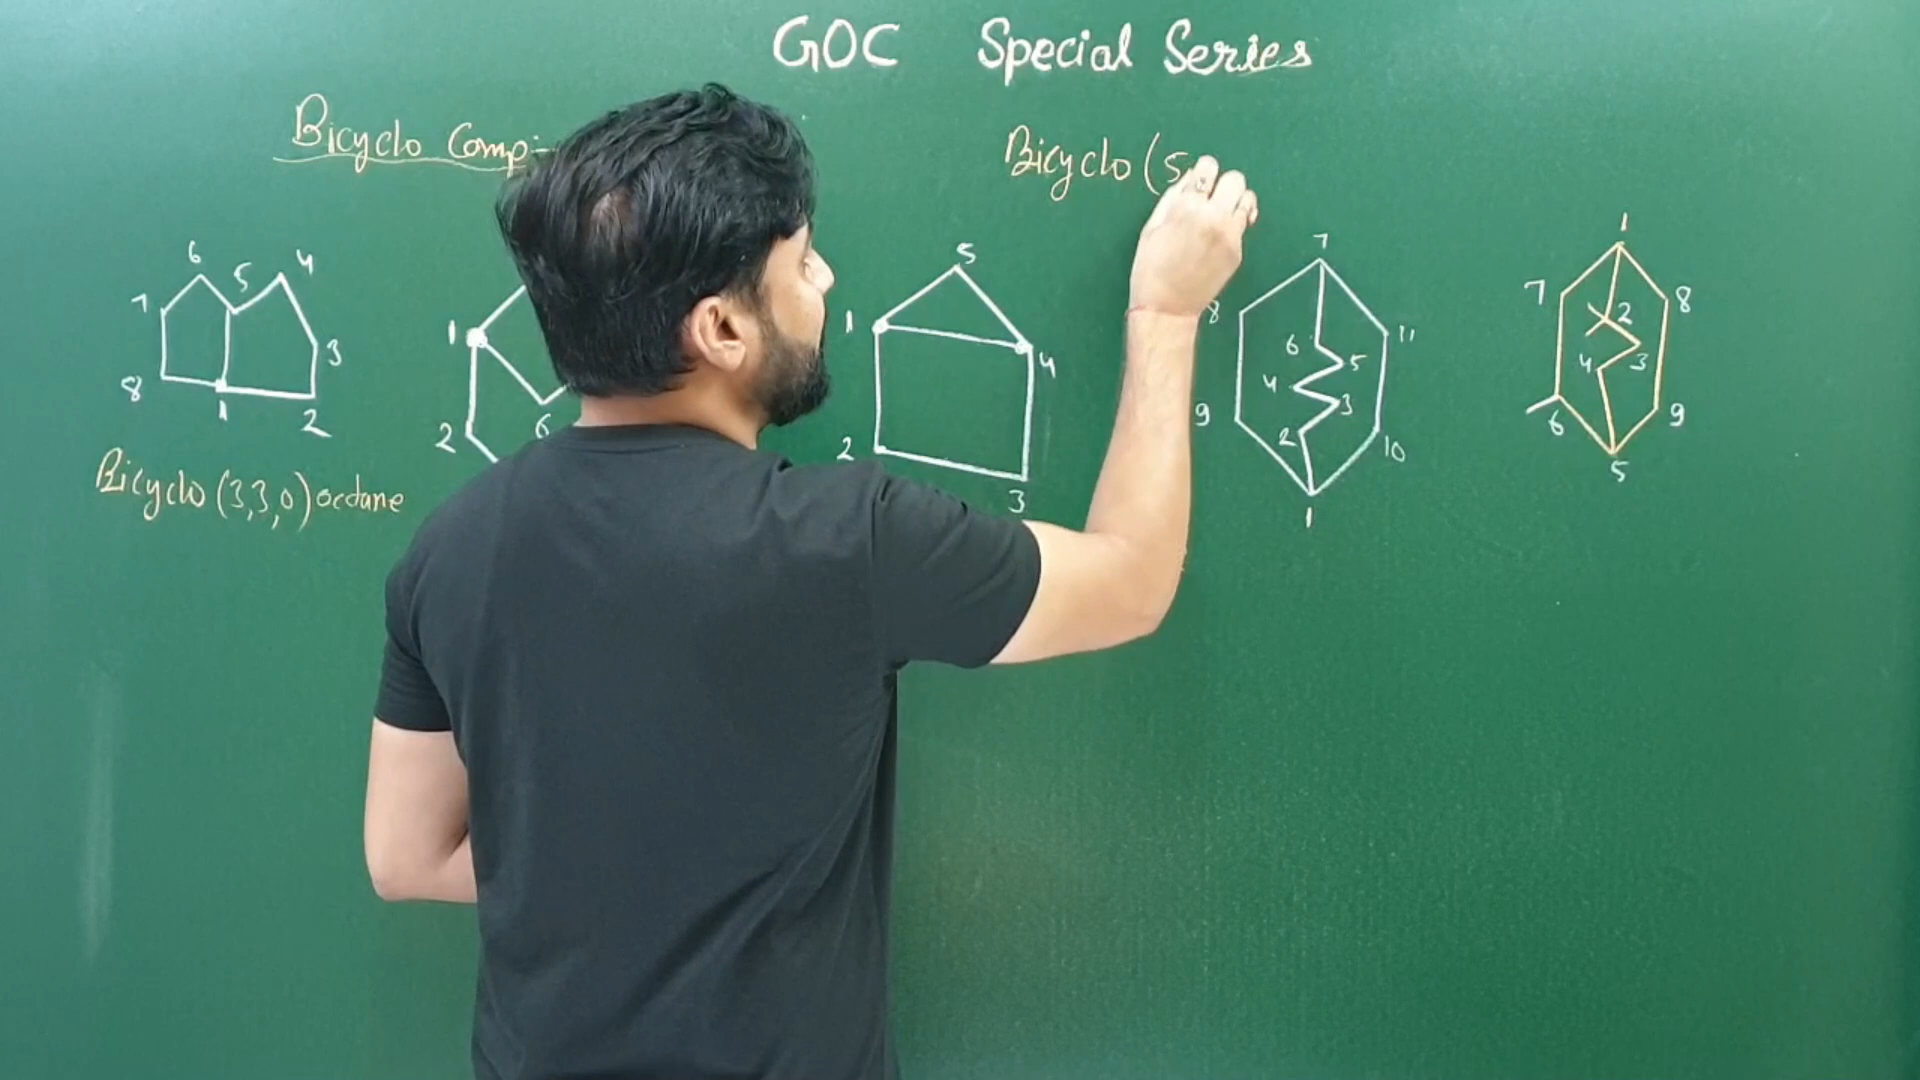 GOC Special Series
Bicyclo Comp:-
Bicyclo (5,
6 5 4
7
3
8 1 2
Bicyclo (3,3,0) octane
1
2
6
5
1
4
2
3
7
8 11
6 5
4 3
9 2 10
1
1
7 2 8
4 3
6 9
5